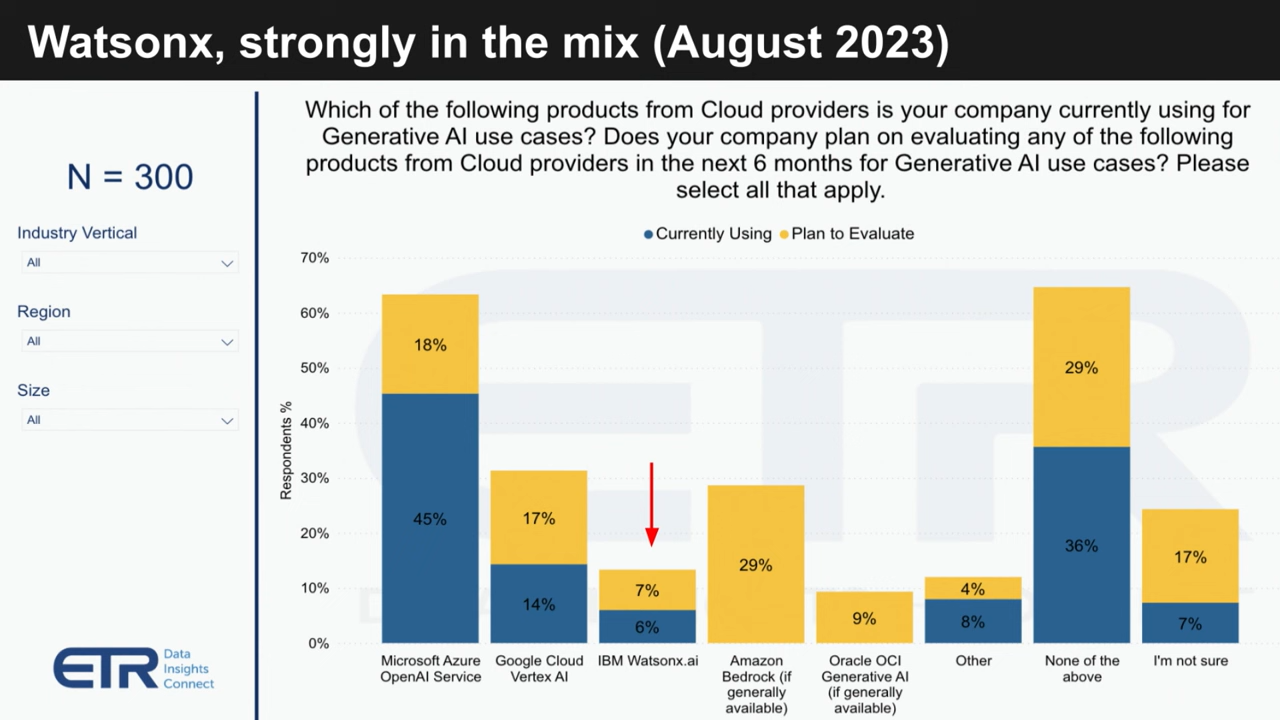 Watsonx, strongly in the mix (August 2023)
N = 300
Industry Vertical
All
Region
All
Size
All
ETR Data
Insights
Connect
Which of the following products from Cloud providers is your company currently using for
Generative AI use cases? Does your company plan on evaluating any of the following
products from Cloud providers in the next 6 months for Generative AI use cases? Please
select all that apply.
Currently Using Plan to Evaluate
Respondents %
70%
60%
50%
40%
30%
20%
10%
0%
18%
45%
17%
14%
7%
6%
29%
9%
4%
8%
29%
36%
17%
7%
Microsoft Azure
OpenAI Service
Google Cloud
Vertex AI
IBM Watsonx.ai
Amazon
Bedrock (if
generally
available)
Oracle OCI
Generative AI
(if generally
available)
Other
None of the
above
I'm not sure
ETR